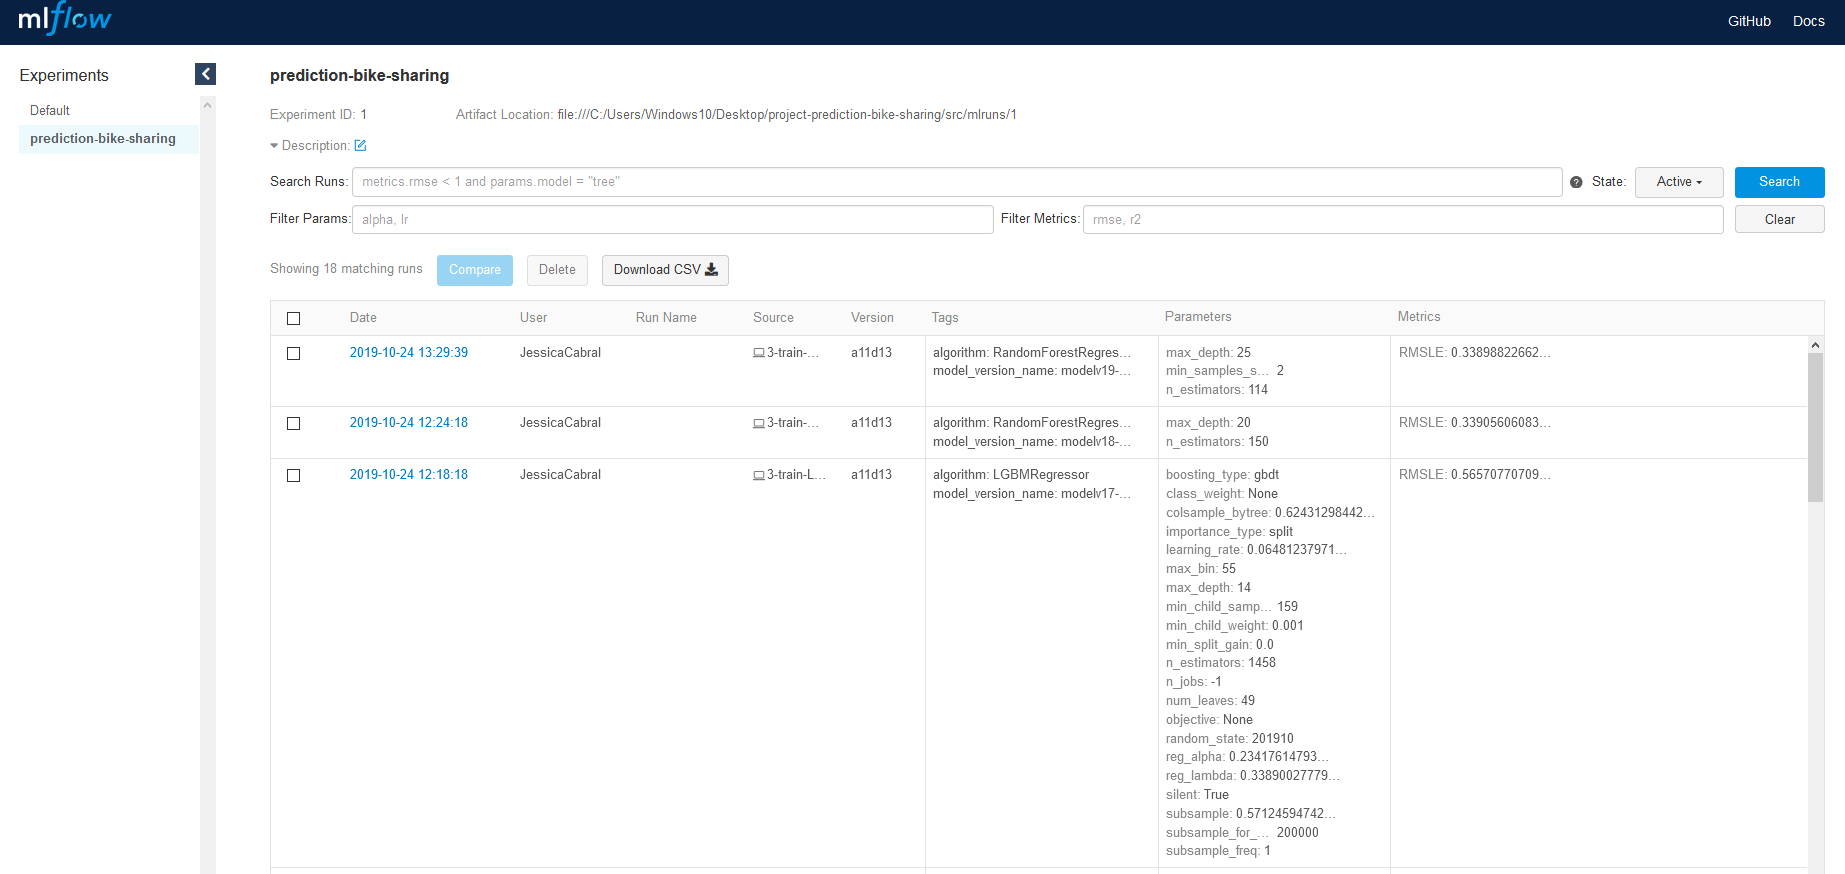 mlflow
GitHub Docs
Experiments
Default
prediction-bike-sharing
prediction-bike-sharing
Experiment ID: 1 Artifact Location: file:///C:/Users/Windows10/Desktop/project-prediction-bike-sharing/src/mlruns/1
Description:
Search Runs: metrics.rmse < 1 and params.model = "tree" State: Active Search
Filter Params: alpha, lr Filter Metrics: rmse, r2 Clear
Showing 18 matching runs Compare Delete Download CSV
Date User Run Name Source Version Tags Parameters Metrics
2019-10-24 13:29:39 JessicaCabral 3-train-... a11d13 algorithm: RandomForestRegres... max_depth: 25 RMSLE: 0.33898822662...
model_version_name: modelv19-... min_samples_s... 2
n_estimators: 114
2019-10-24 12:24:18 JessicaCabral 3-train-... a11d13 algorithm: RandomForestRegres... max_depth: 20 RMSLE: 0.33905606083...
model_version_name: modelv18-... n_estimators: 150
2019-10-24 12:18:18 JessicaCabral 3-train-L... a11d13 algorithm: LGBMRegressor boosting_type: gbdt RMSLE: 0.56570770709...
model_version_name: modelv17-... class_weight: None
colsample_bytree: 0.62431298442...
importance_type: split
learning_rate: 0.06481237971...
max_bin: 55
max_depth: 14
min_child_samp... 159
min_child_weight: 0.001
min_split_gain: 0.0
n_estimators: 1458
n_jobs: -1
num_leaves: 49
objective: None
random_state: 201910
reg_alpha: 0.23417614793...
reg_lambda: 0.33890027779...
silent: True
subsample: 0.57124594742...
subsample_for_... 200000
subsample_freq: 1